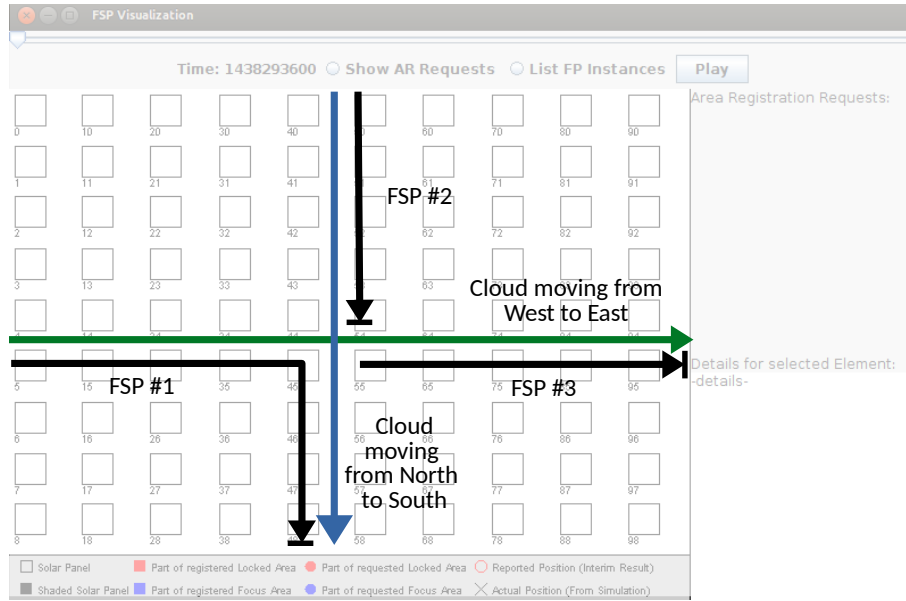 FSP Visualization
Time: 1438293600 Show AR Requests List FP Instances Play
Area Registration Requests:
0 10 20 30 40 60 70 80 90
1 11 21 31 41 61 71 81 91
FSP #2
2 12 22 32 42 62 72 82 92
3 13 23 33 43 63
Cloud moving from
West to East
Details for selected Element:
-details-
5 15 25 35 45 55 65 75 85 95
FSP #1
FSP #3
6 16 26 36 46 56 66 76 86 96
Cloud
moving
from North
to South
7 17 27 37 47 77 87 97
8 18 28 38 58 68 78 88 98
Solar Panel Part of registered Locked Area Part of requested Locked Area Reported Position (Interim Result)
Shaded Solar Panel Part of registered Focus Area Part of requested Focus Area Actual Position (From Simulation)